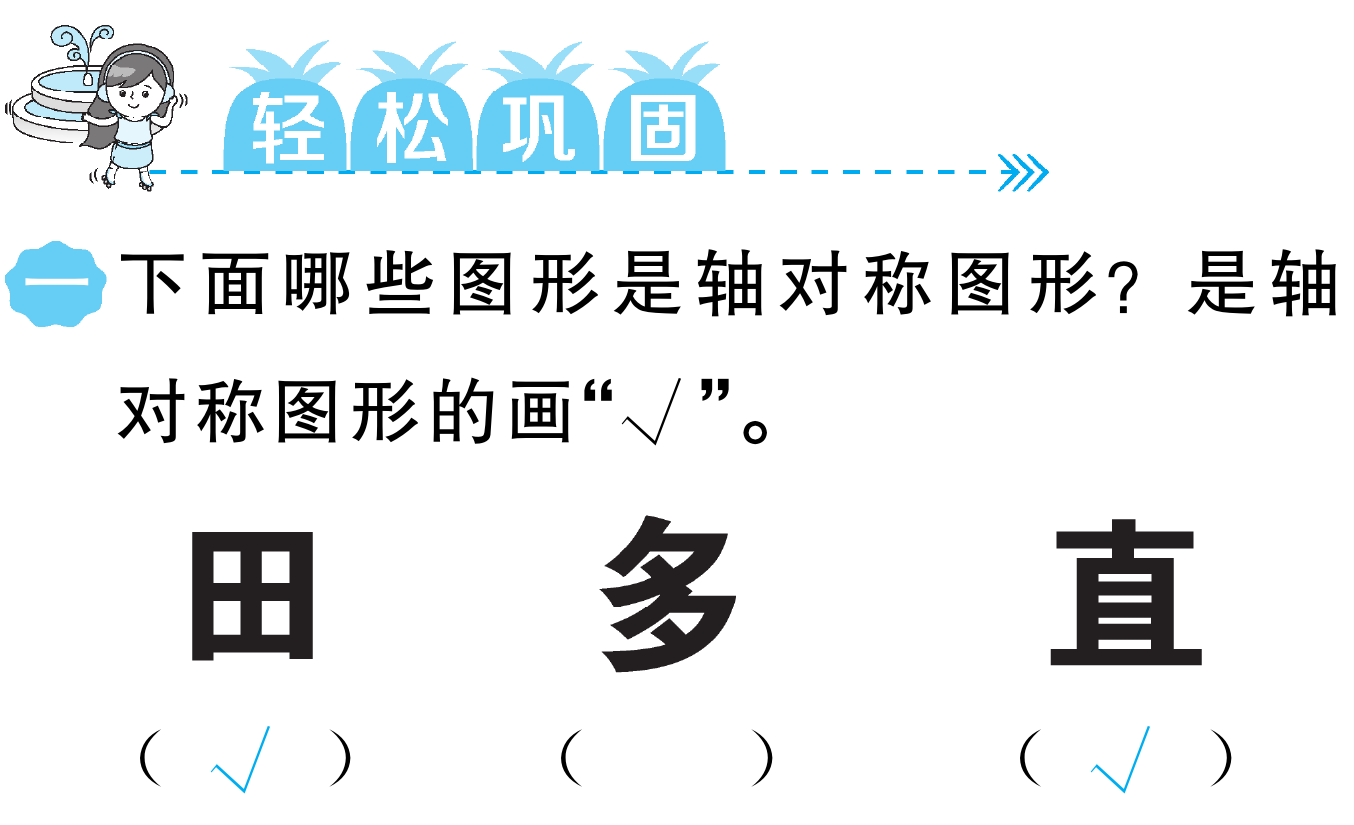 轻松巩固
一 下面哪些图形是轴对称图形？是轴
对称图形的画“√”。
田 多 直
（ √ ） （ ） （ √ ）